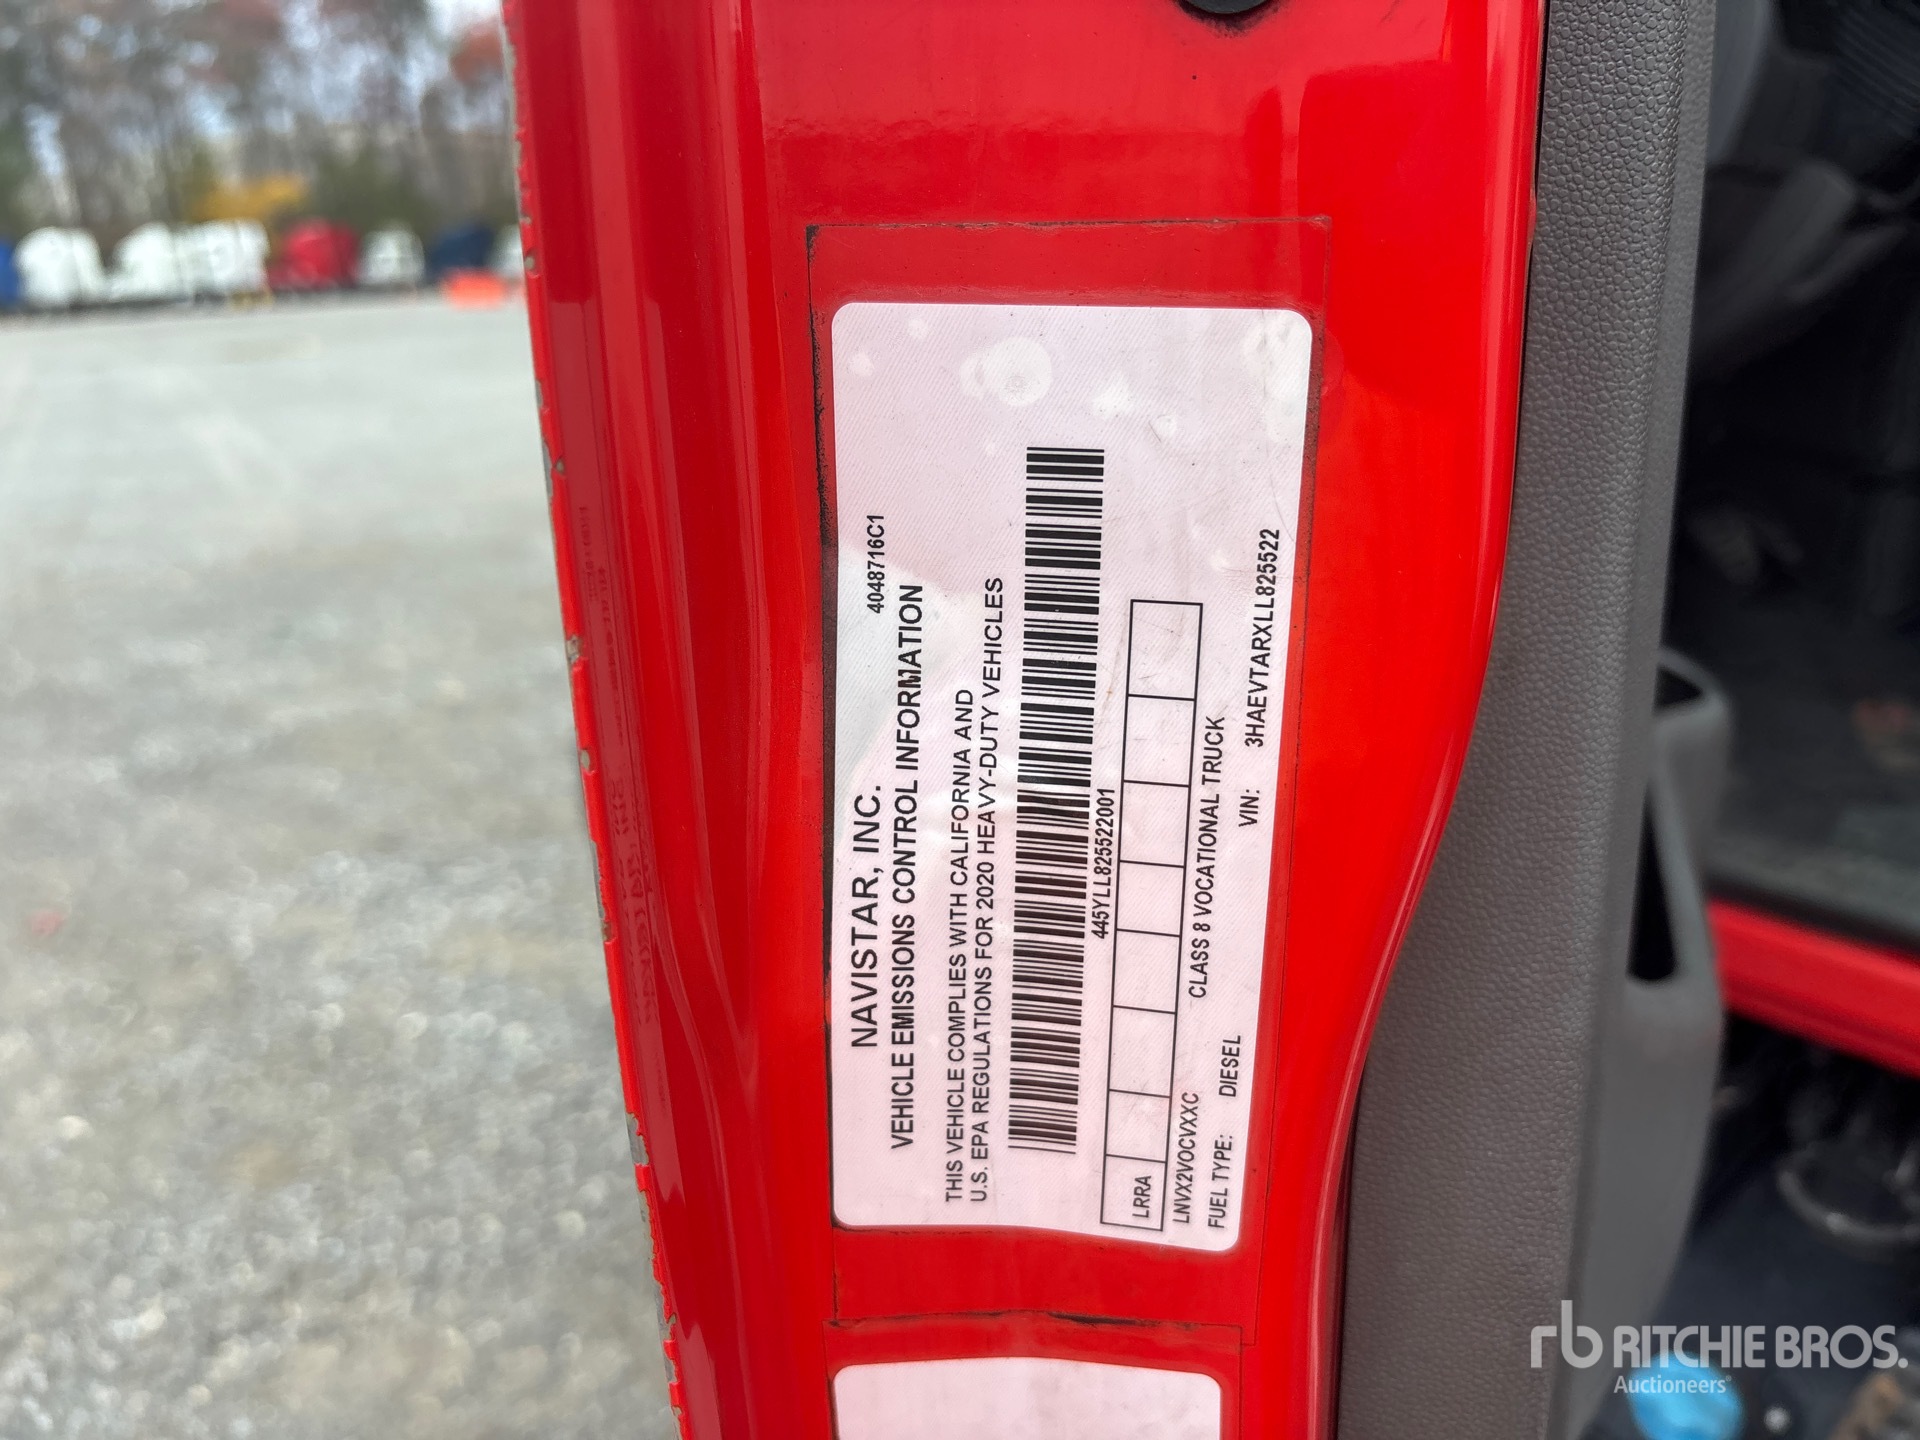 4048716C1
NAVISTAR, INC.
VEHICLE EMISSIONS CONTROL INFORMATION
THIS VEHICLE COMPLIES WITH CALIFORNIA AND
U.S. EPA REGULATIONS FOR 2020 HEAVY-DUTY VEHICLES
445YLL825522001
LRRA
LNVX2VOCVXXC CLASS 8 VOCATIONAL TRUCK
FUEL TYPE: DIESEL VIN: 3HAEVTARXLL825522
rb RITCHIE BROS.
Auctioneers